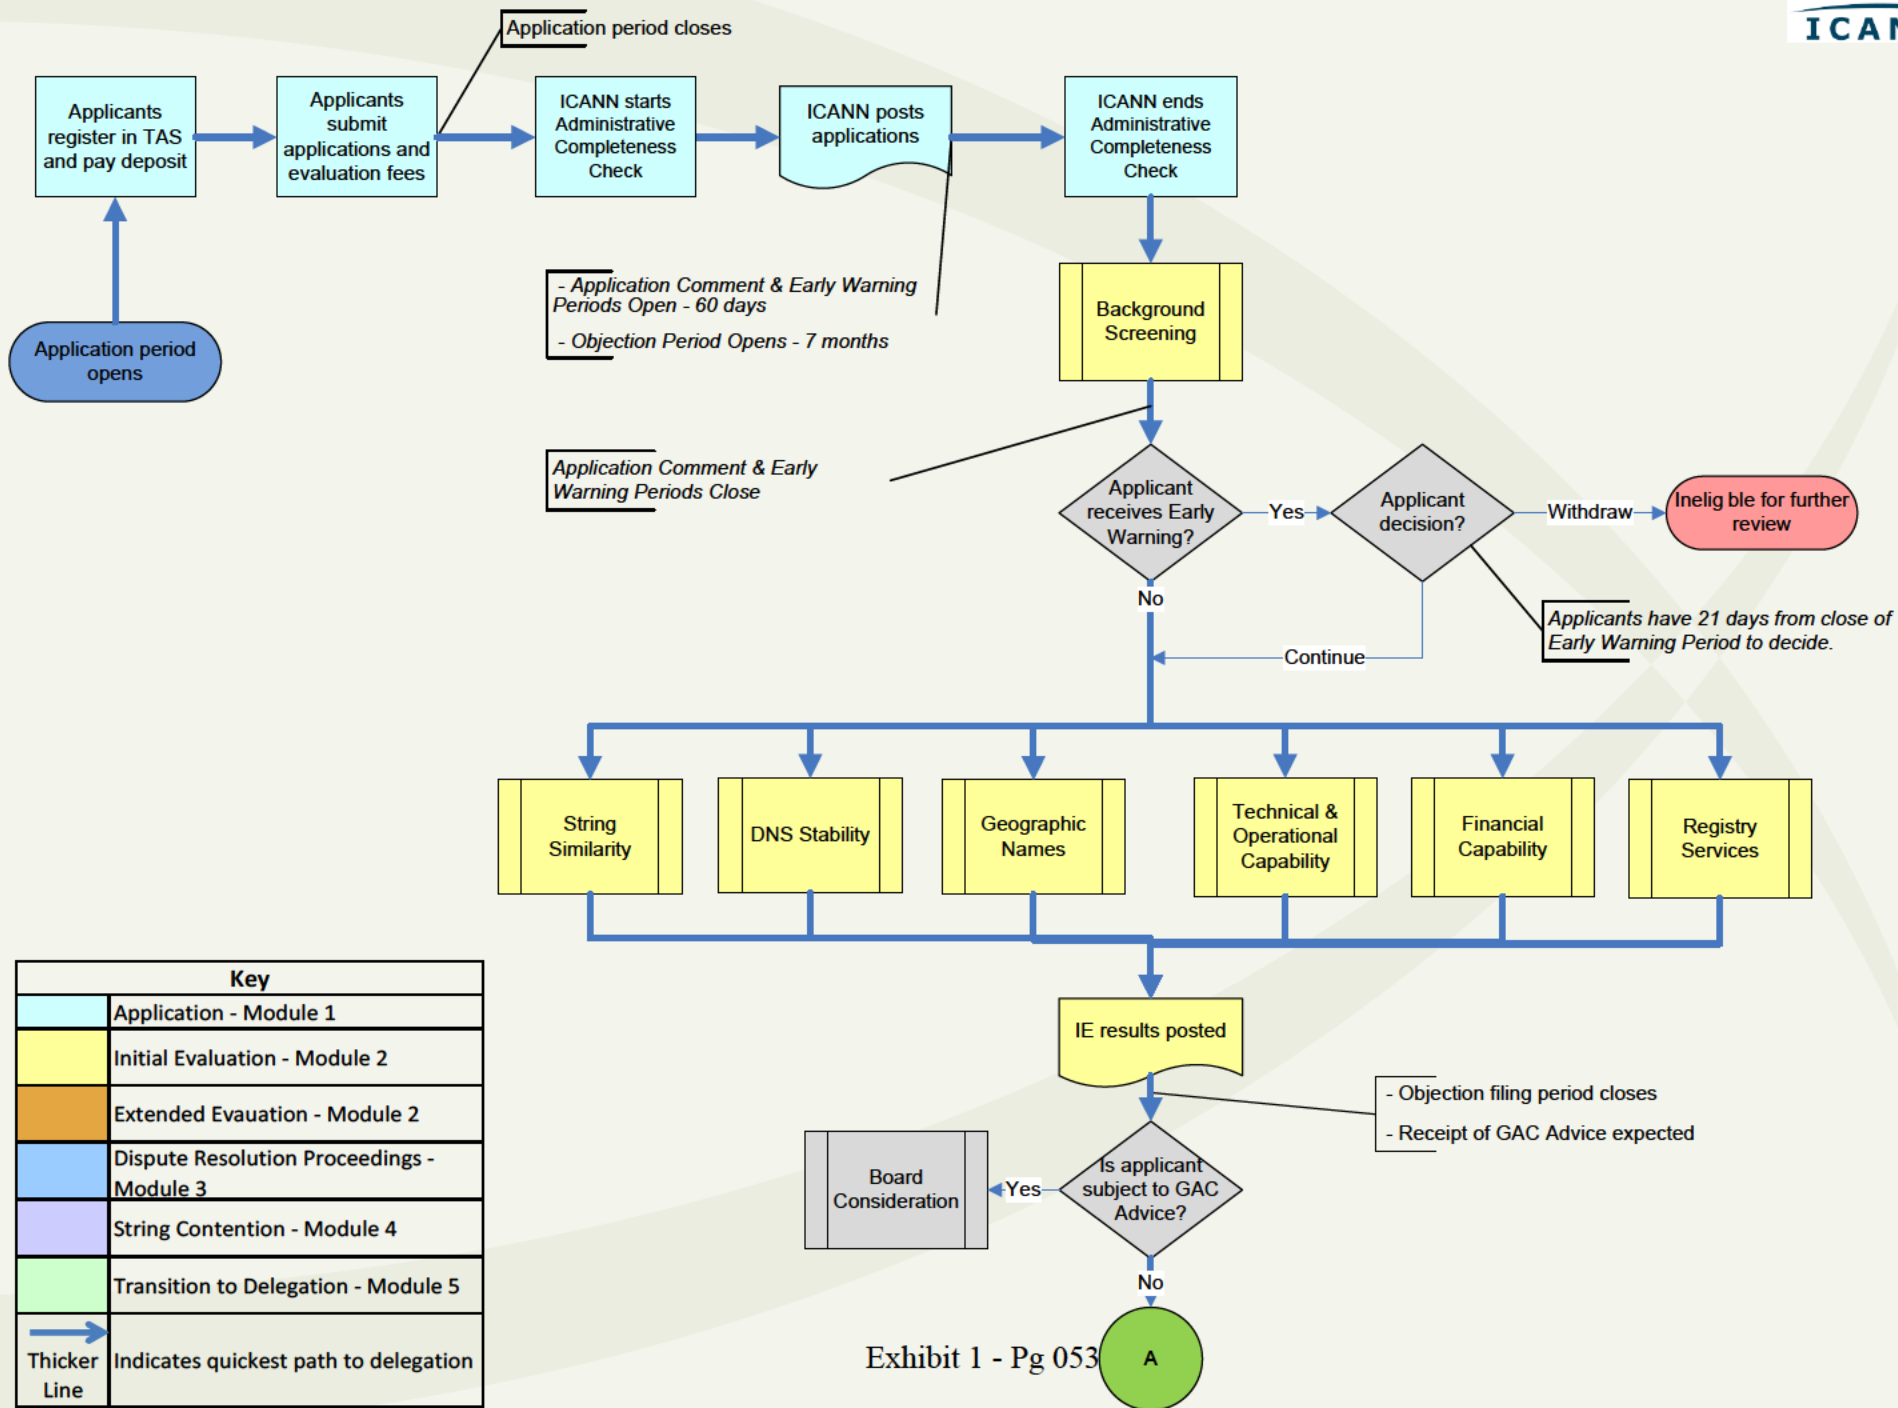 Application period closes
ICAN
Applicants
register in TAS
and pay deposit
Applicants
submit
applications and
evaluation fees
ICANN starts
Administrative
Completeness
Check
ICANN posts
applications
ICANN ends
Administrative
Completeness
Check
- Application Comment & Early Warning
Periods Open - 60 days
- Objection Period Opens - 7 months
Background
Screening
Application period
opens
Application Comment & Early
Warning Periods Close
Applicant
receives Early
Warning?
Yes
Applicant
decision?
Withdraw
Inelig ble for further
review
No
Applicants have 21 days from close of
Early Warning Period to decide.
Continue
String
Similarity
DNS Stability
Geographic
Names
Technical &
Operational
Capability
Financial
Capability
Registry
Services
IE results posted
- Objection filing period closes
- Receipt of GAC Advice expected
Board
Consideration
Yes
Is applicant
subject to GAC
Advice?
No
A
Key
Application - Module 1
Initial Evaluation - Module 2
Extended Evauation - Module 2
Dispute Resolution Proceedings -
Module 3
String Contention - Module 4
Transition to Delegation - Module 5
Thicker
Line
Indicates quickest path to delegation
Exhibit 1 - Pg 053